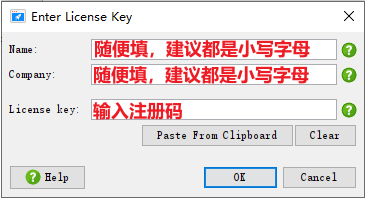 Enter License Key
Name: 随便填，建议都是小写字母
Company: 随便填，建议都是小写字母
License key: 输入注册码
Paste From Clipboard Clear
Help OK Cancel